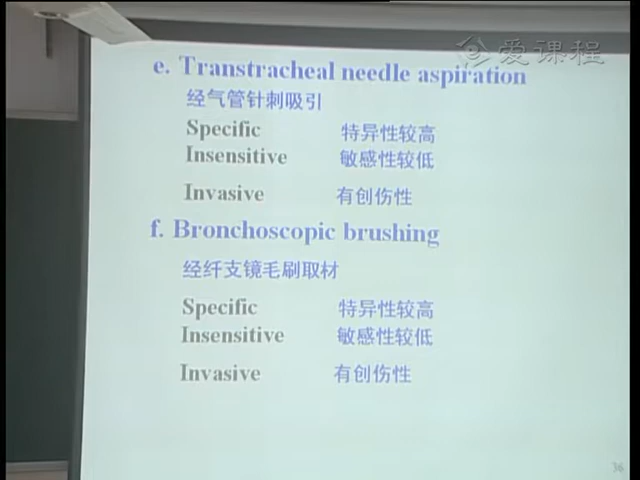 爱课程
e. Transtracheal needle aspiration
经气管针刺吸引
Specific 特异性较高
Insensitive 敏感性较低
Invasive 有创伤性
f. Bronchoscopic brushing
经纤支镜毛刷取材
Specific 特异性较高
Insensitive 敏感性较低
Invasive 有创伤性
36